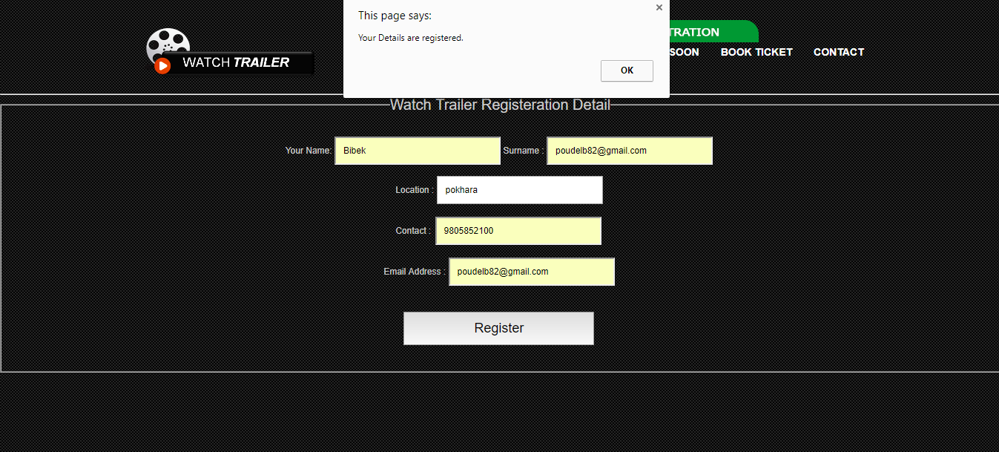 This page says:
Your Details are registered.
OK
TRATION
WATCH TRAILER
SOON BOOK TICKET CONTACT
Watch Trailer Registeration Detail
Your Name: Bibek Surname : poudelb82@gmail.com
Location : pokhara
Contact : 9805852100
Email Address : poudelb82@gmail.com
Register